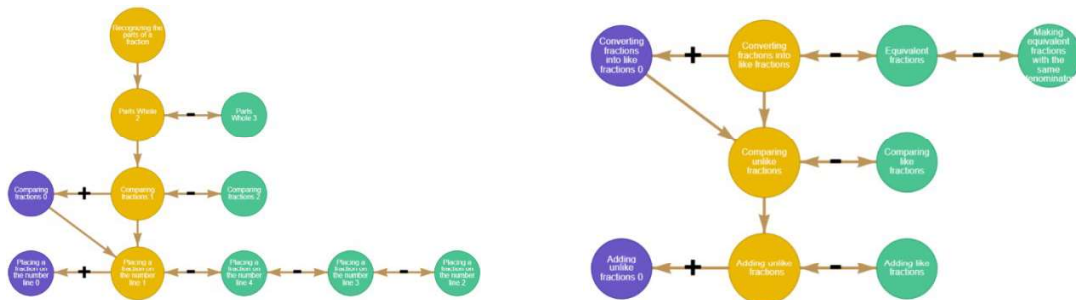 Recognizing the
parts of a
fraction
Parts Whole
2
-
Parts
Whole 3
Comparing
fractions 0
+
Comparing
fractions 1
-
Comparing
fractions 2
Placing a
fraction on
the number
line 0
+
Placing a
fraction on
the number
line 1
-
Placing a
fraction on
the number
line 4
-
Placing a
fraction on
the number
line 3
-
Placing a
fraction on
the number
line 2
Converting
fractions
into like
fractions 0
+
Converting
fractions into
like fractions
-
Equivalent
fractions
-
Making
equivalent
fractions
with the
same
denominator
Comparing
unlike
fractions
-
Comparing
like
fractions
Adding
unlike
fractions 0
+
Adding unlike
fractions
-
Adding like
fractions